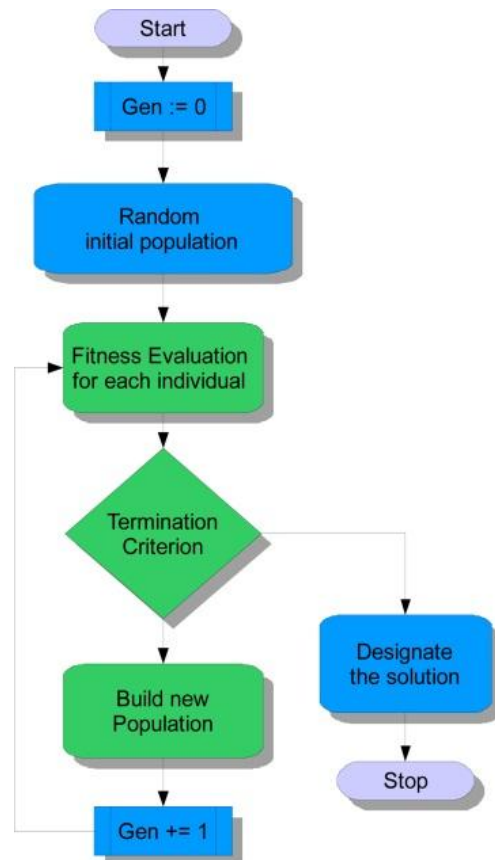 Start
Gen := 0
Random
initial population
Fitness Evaluation
for each individual
Termination
Criterion
Designate
the solution
Build new
Population
Stop
Gen += 1